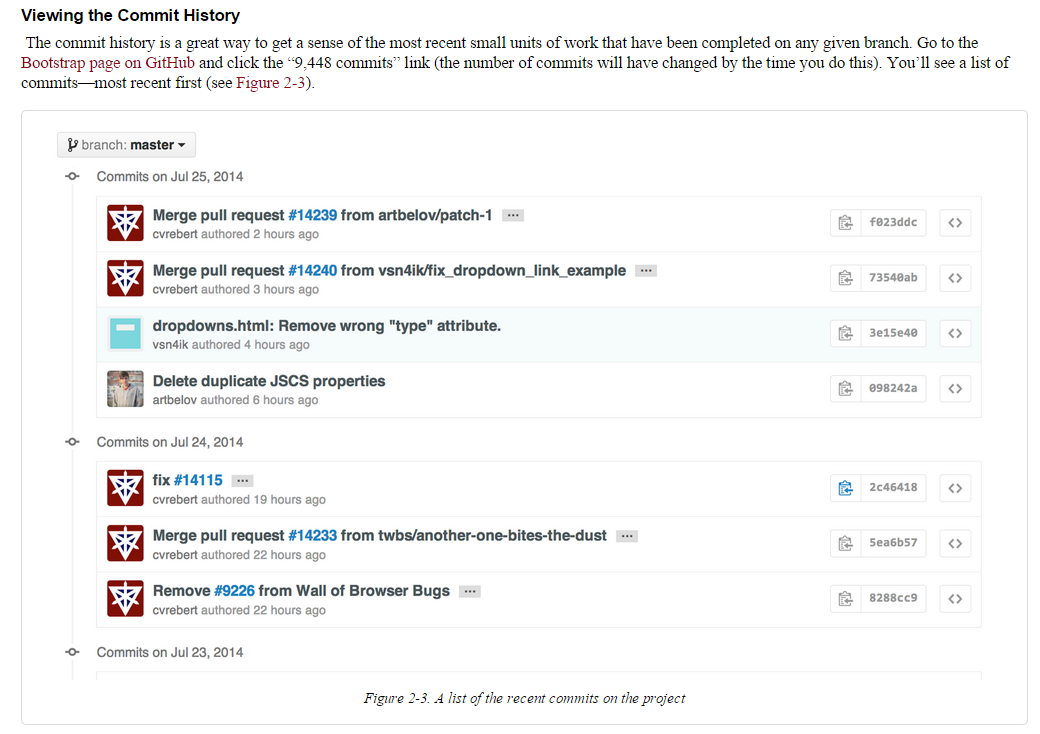 Viewing the Commit History
The commit history is a great way to get a sense of the most recent small units of work that have been completed on any given branch. Go to the
Bootstrap page on GitHub and click the “9,448 commits” link (the number of commits will have changed by the time you do this). You’ll see a list of
commits—most recent first (see Figure 2-3).
branch: master
Commits on Jul 25, 2014
Merge pull request #14239 from artbelov/patch-1 ...
cvrebert authored 2 hours ago
f023ddc <>
Merge pull request #14240 from vsn4ik/fix_dropdown_link_example ...
cvrebert authored 3 hours ago
73540ab <>
dropdowns.html: Remove wrong "type" attribute.
vsn4ik authored 4 hours ago
3e15e40 <>
Delete duplicate JSCS properties
artbelov authored 6 hours ago
098242a <>
Commits on Jul 24, 2014
fix #14115 ...
cvrebert authored 19 hours ago
2c46418 <>
Merge pull request #14233 from twbs/another-one-bites-the-dust ...
cvrebert authored 22 hours ago
5ea6b57 <>
Remove #9226 from Wall of Browser Bugs ...
cvrebert authored 22 hours ago
8288cc9 <>
Commits on Jul 23, 2014
Figure 2-3. A list of the recent commits on the project